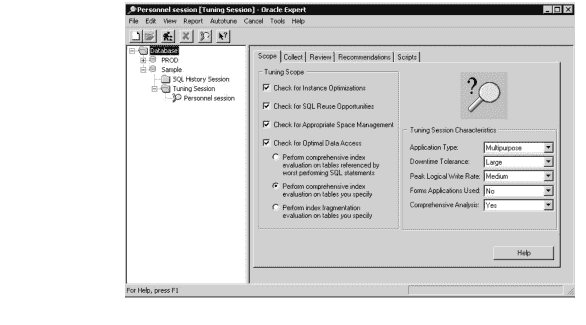 Personnel session [Tuning Session] - Oracle Expert
File Edit View Report Autotune Cancel Tools Help
Database
PROD
Sample
SQL History Session
Tuning Session
Personnel session
Scope Collect Review Recommendations Scripts
Tuning Scope
Check for Instance Optimizations
Check for SQL Reuse Opportunities
Check for Appropriate Space Management
Check for Optimal Data Access
Perform comprehensive index
evaluation on tables referenced by
worst performing SQL statements
Perform comprehensive index
evaluation on tables you specify
Perform index fragmentation
evaluation on tables you specify
Tuning Session Characteristics
Application Type: Multipurpose
Downtime Tolerance: Large
Peak Logical Write Rate: Medium
Forms Applications Used: No
Comprehensive Analysis: Yes
Help
For Help, press F1